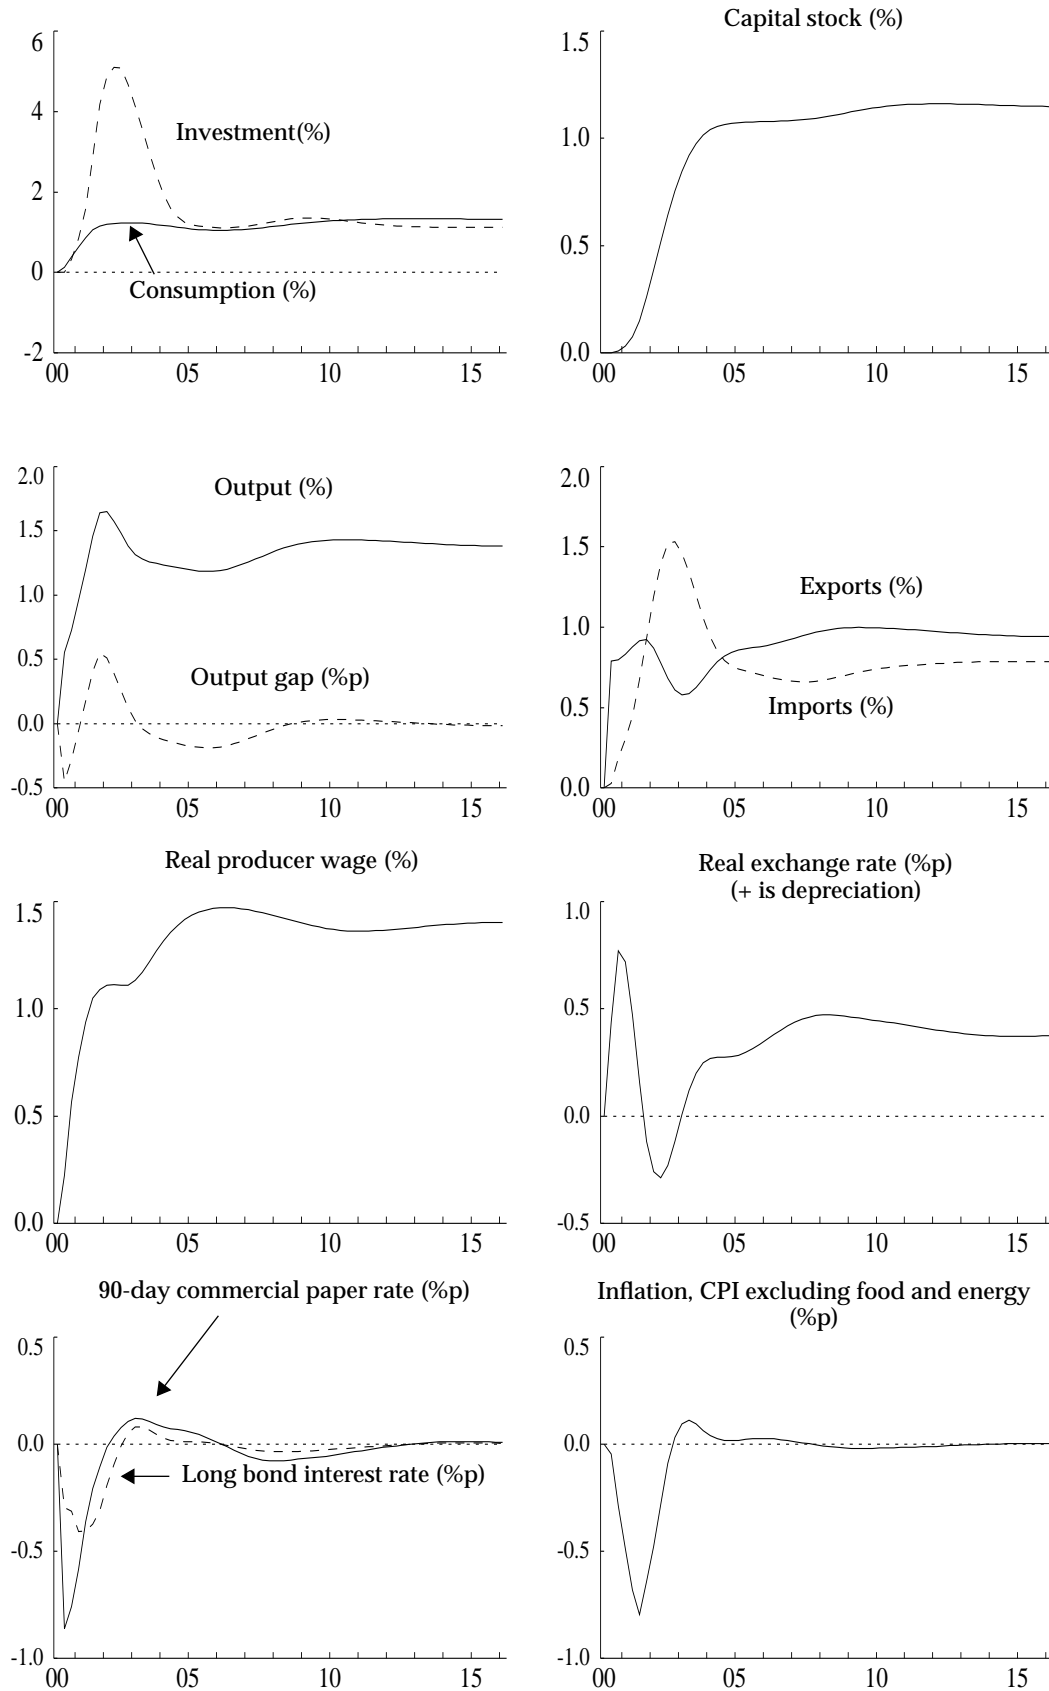 6
4
2
0
-2
Investment(%)
Consumption (%)
00 05 10 15
Capital stock (%)
1.5
1.0
0.5
0.0
00 05 10 15
2.0
1.5
1.0
0.5
0.0
-0.5
Output (%)
Output gap (%p)
00 05 10 15
2.0
1.5
1.0
0.5
0.0
Exports (%)
Imports (%)
00 05 10 15
Real producer wage (%)
1.5
1.0
0.5
0.0
00 05 10 15
Real exchange rate (%p)
(+ is depreciation)
1.0
0.5
0.0
-0.5
00 05 10 15
90-day commercial paper rate (%p)
0.5
0.0
-0.5
-1.0
Long bond interest rate (%p)
00 05 10 15
Inflation, CPI excluding food and energy
(%p)
0.5
0.0
-0.5
-1.0
00 05 10 15